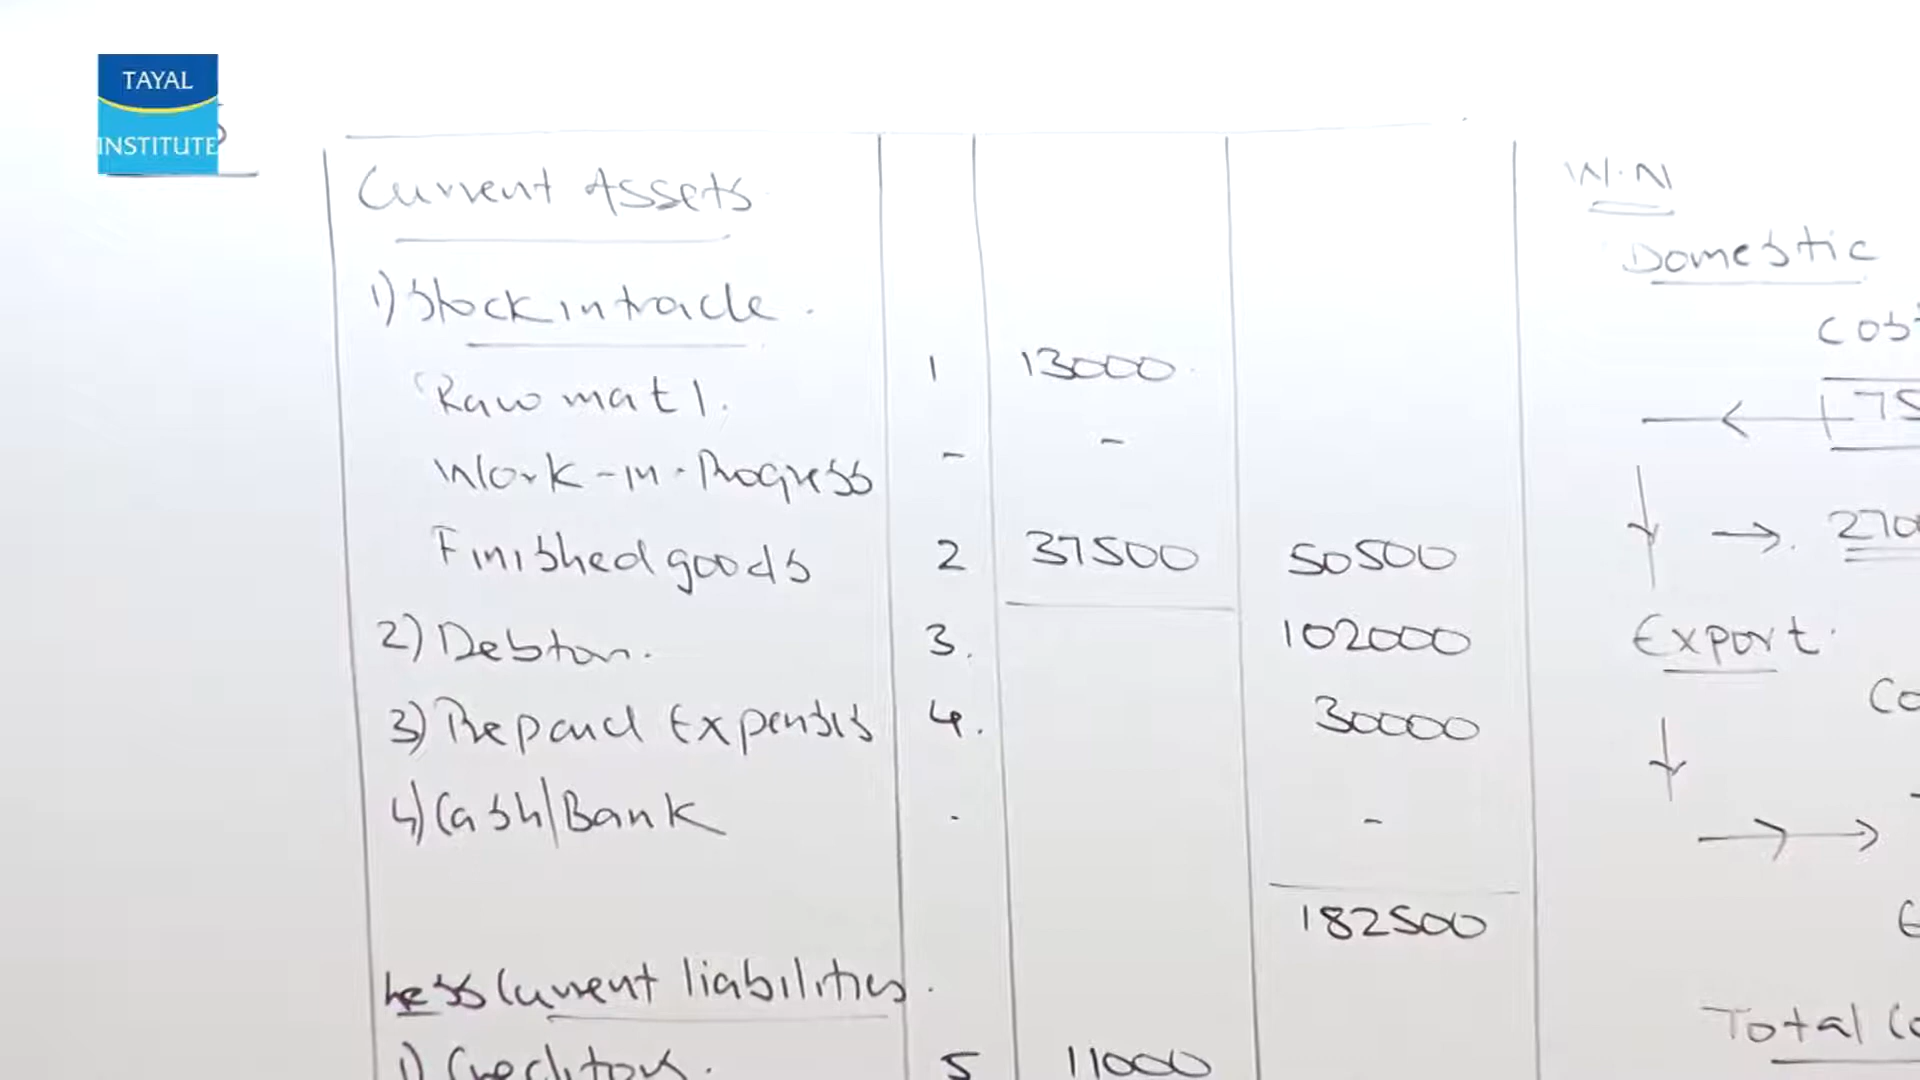 TAYAL
INSTITUTE
Current Assets
1) Stock in trade.
Raw matl. 1 13000
Work-in-Progress - -
Finished goods 2 37500 50500
2) Debtors. 3. 102000
3) Prepaid Expenses 4. 30000
4) Cash/Bank - -
182500
Less Current liabilities.
1) Creditors. 5 11000
W.N
Domestic
Export
Total